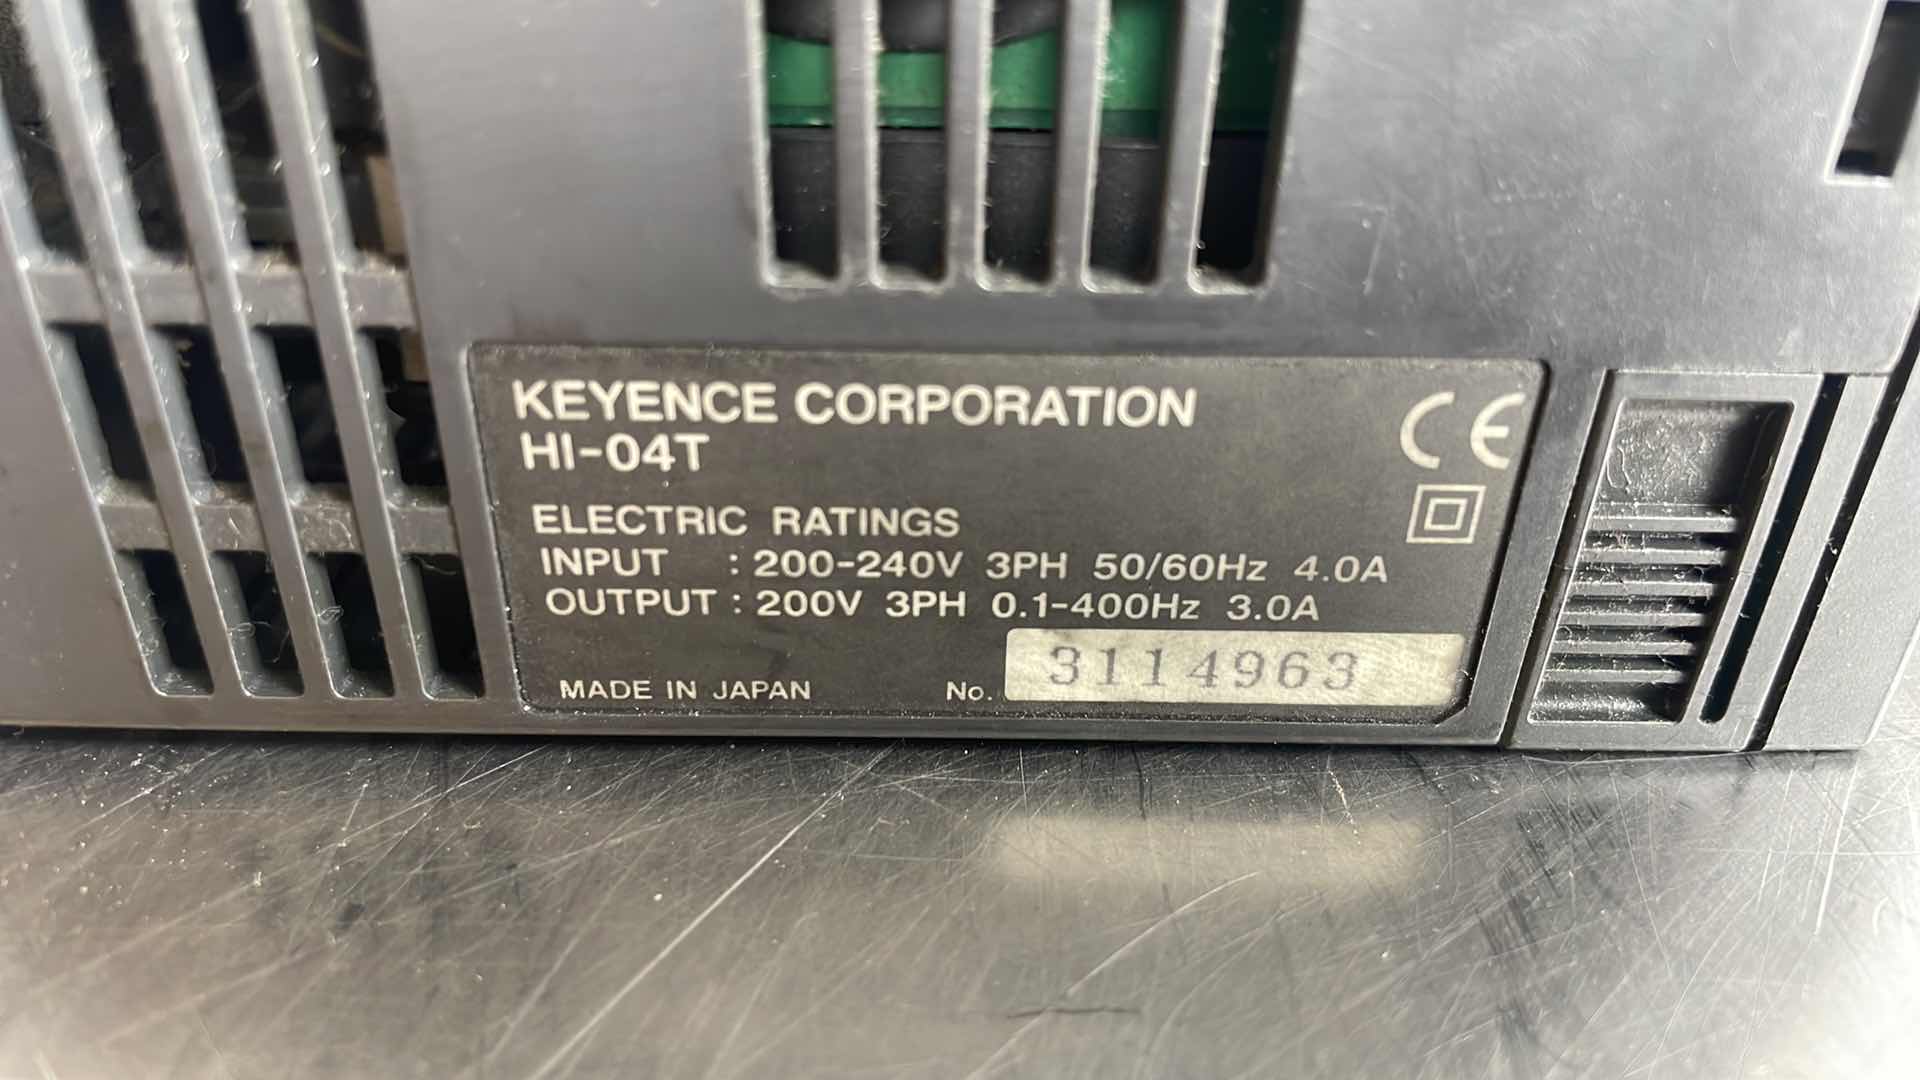 KEYENCE CORPORATION
HI-04T
CE
ELECTRIC RATINGS
INPUT : 200-240V 3PH 50/60Hz 4.0A
OUTPUT : 200V 3PH 0.1-400Hz 3.0A
MADE IN JAPAN No. 3114963